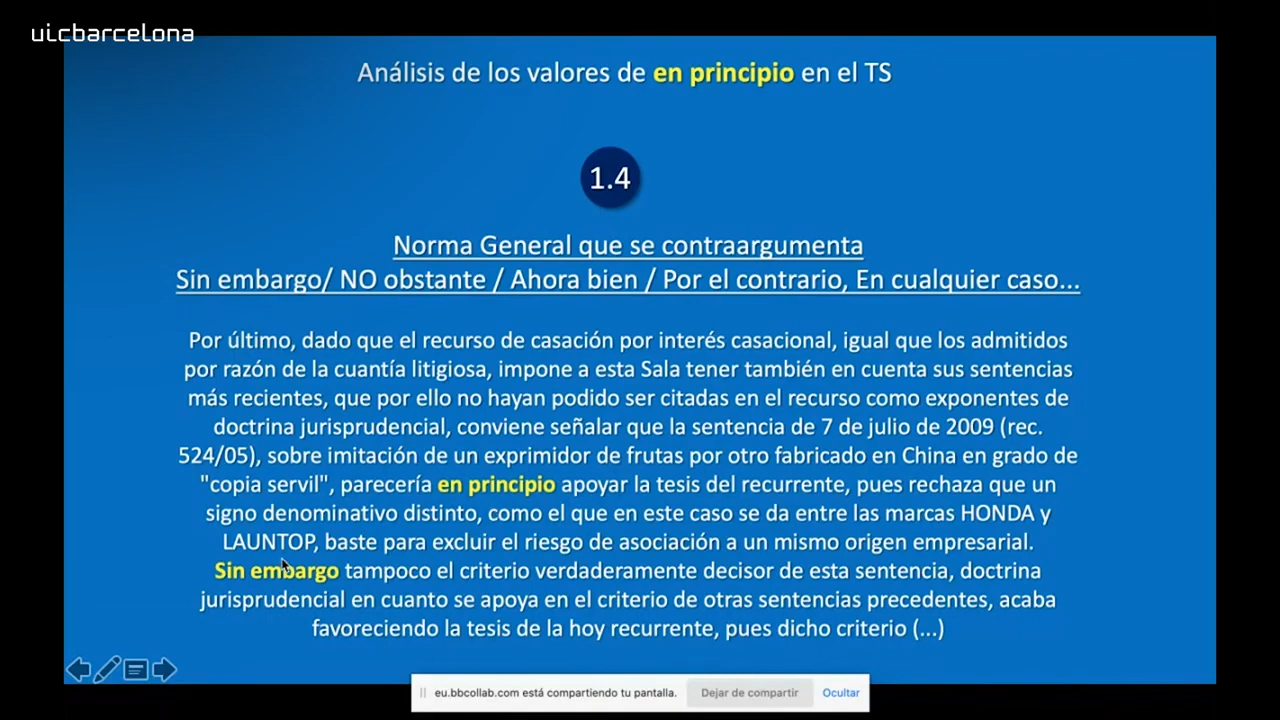 uicbarcelona
Análisis de los valores de en principio en el TS
1.4
Norma General que se contraargumenta
Sin embargo/ NO obstante / Ahora bien / Por el contrario, En cualquier caso...
Por último, dado que el recurso de casación por interés casacional, igual que los admitidos
por razón de la cuantía litigiosa, impone a esta Sala tener también en cuenta sus sentencias
más recientes, que por ello no hayan podido ser citadas en el recurso como exponentes de
doctrina jurisprudencial, conviene señalar que la sentencia de 7 de julio de 2009 (rec.
524/05), sobre imitación de un exprimidor de frutas por otro fabricado en China en grado de
"copia servil", parecería en principio apoyar la tesis del recurrente, pues rechaza que un
signo denominativo distinto, como el que en este caso se da entre las marcas HONDA y
LAUNTOP, baste para excluir el riesgo de asociación a un mismo origen empresarial.
Sin embargo tampoco el criterio verdaderamente decisor de esta sentencia, doctrina
jurisprudencial en cuanto se apoya en el criterio de otras sentencias precedentes, acaba
favoreciendo la tesis de la hoy recurrente, pues dicho criterio (...)
eu.bbcollab.com está compartiendo tu pantalla. Dejar de compartir Ocultar